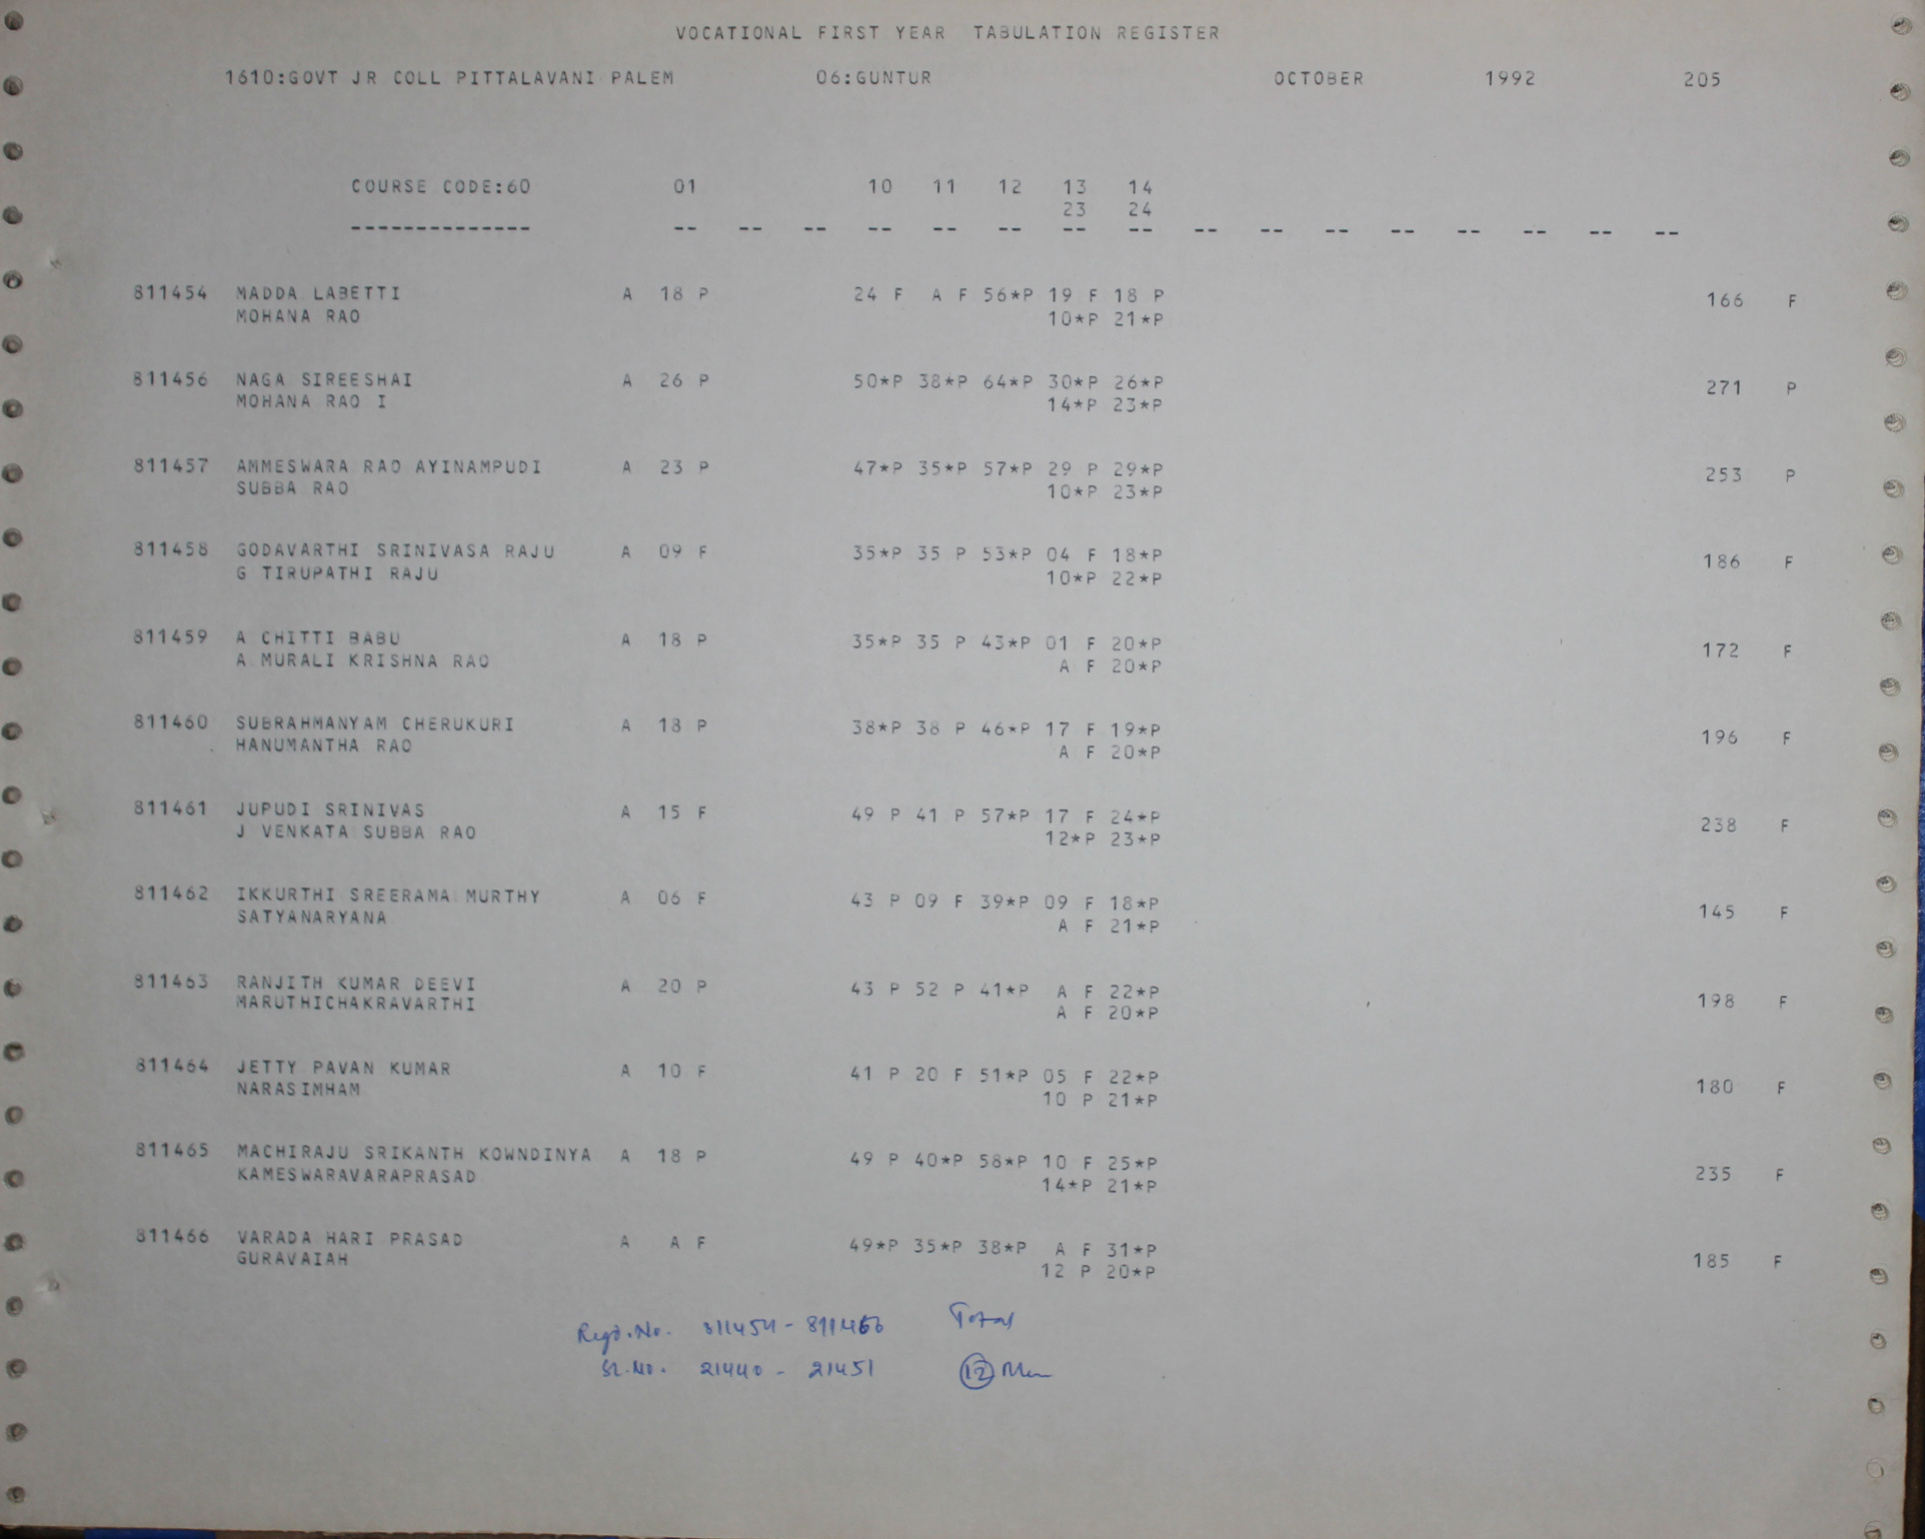 VOCATIONAL FIRST YEAR TABULATION REGISTER
1610:GOVT JR COLL PITTALAVANI PALEM 06:GUNTUR OCTOBER 1992 205
COURSE CODE:60 01 10 11 12 13 14
23 24
-------------- -- -- -- -- -- -- -- -- -- -- -- -- -- -- -- --
811454 MADDA LABETTI A 18 P 24 F A F 56*P 19 F 18 P 166 F
MOHANA RAO 10*P 21*P
811456 NAGA SIREESHAI A 26 P 50*P 38*P 64*P 30*P 26*P 271 P
MOHANA RAO I 14*P 23*P
811457 AMMESWARA RAO AYINAMPUDI A 23 P 47*P 35*P 57*P 29 P 29*P 253 P
SUBBA RAO 10*P 23*P
811458 GODAVARTHI SRINIVASA RAJU A 09 F 35*P 35 P 53*P 04 F 18*P 186 F
G TIRUPATHI RAJU 10*P 22*P
811459 A CHITTI BABU A 18 P 35*P 35 P 43*P 01 F 20*P 172 F
A MURALI KRISHNA RAO A F 20*P
811460 SUBRAHMANYAM CHERUKURI A 18 P 38*P 38 P 46*P 17 F 19*P 196 F
HANUMANTHA RAO A F 20*P
811461 JUPUDI SRINIVAS A 15 F 49 P 41 P 57*P 17 F 24*P 238 F
J VENKATA SUBBA RAO 12*P 23*P
811462 IKKURTHI SREERAMA MURTHY A 06 F 43 P 09 F 39*P 09 F 18*P 145 F
SATYANARYANA A F 21*P
811463 RANJITH KUMAR DEEVI A 20 P 43 P 52 P 41*P A F 22*P 198 F
MARUTHICHAKRAVARTHI A F 20*P
811464 JETTY PAVAN KUMAR A 10 F 41 P 20 F 51*P 05 F 22*P 180 F
NARASIMHAM 10 P 21*P
811465 MACHIRAJU SRIKANTH KOWNDINYA A 18 P 49 P 40*P 58*P 10 F 25*P 235 F
KAMESWARAVARAPRASAD 14*P 21*P
811466 VARADA HARI PRASAD A A F 49*P 35*P 38*P A F 31*P 185 F
GURAVAIAH 12 P 20*P
Regd.No. 811454 - 811466 Total
Sl.No. 21440 - 21451 12